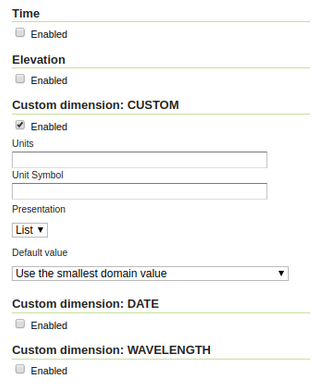 Time
Enabled
Elevation
Enabled
Custom dimension: CUSTOM
Enabled
Units
Unit Symbol
Presentation
List
Default value
Use the smallest domain value
Custom dimension: DATE
Enabled
Custom dimension: WAVELENGTH
Enabled